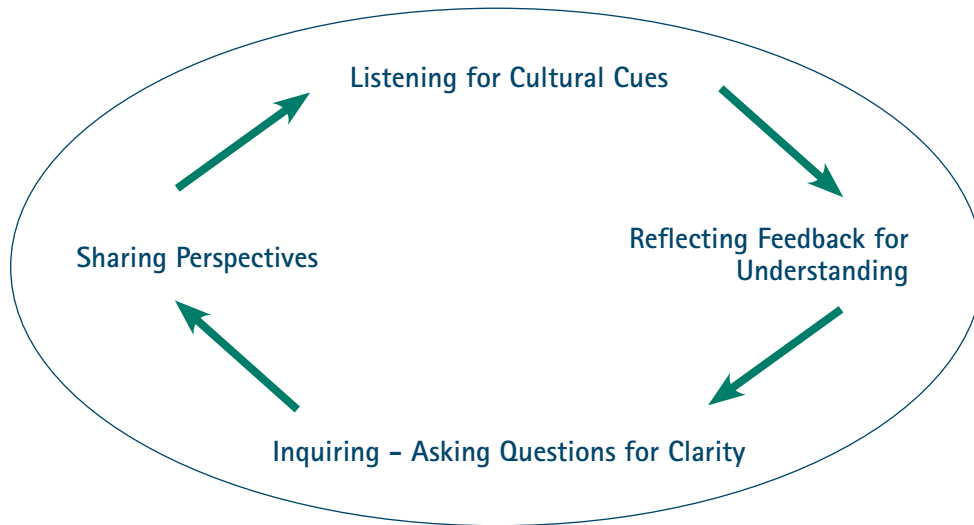 Listening for Cultural Cues
Reflecting Feedback for
Understanding
Sharing Perspectives
Inquiring - Asking Questions for Clarity